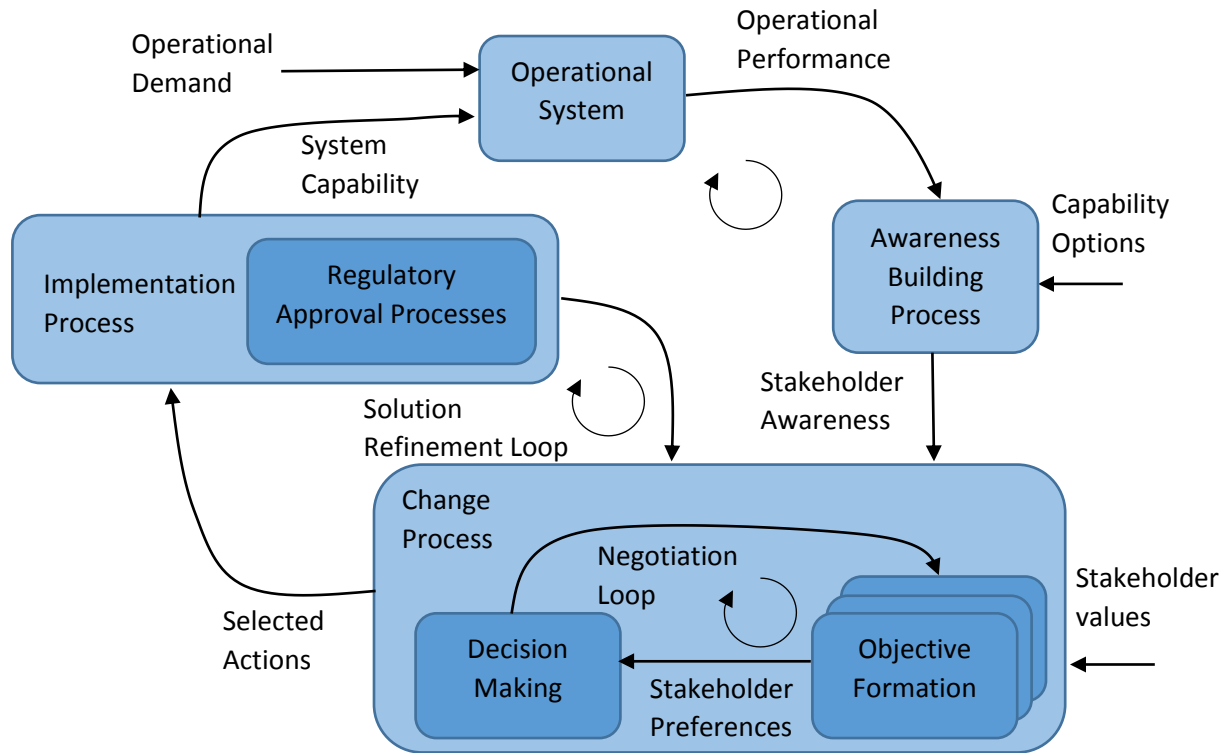 Operational
Demand
Operational
System
Operational
Performance
System
Capability
Capability
Options
Awareness
Building
Process
Implementation
Process
Regulatory
Approval Processes
Stakeholder
Awareness
Solution
Refinement Loop
Change
Process
Negotiation
Loop
Stakeholder
values
Selected
Actions
Decision
Making
Stakeholder
Preferences
Objective
Formation